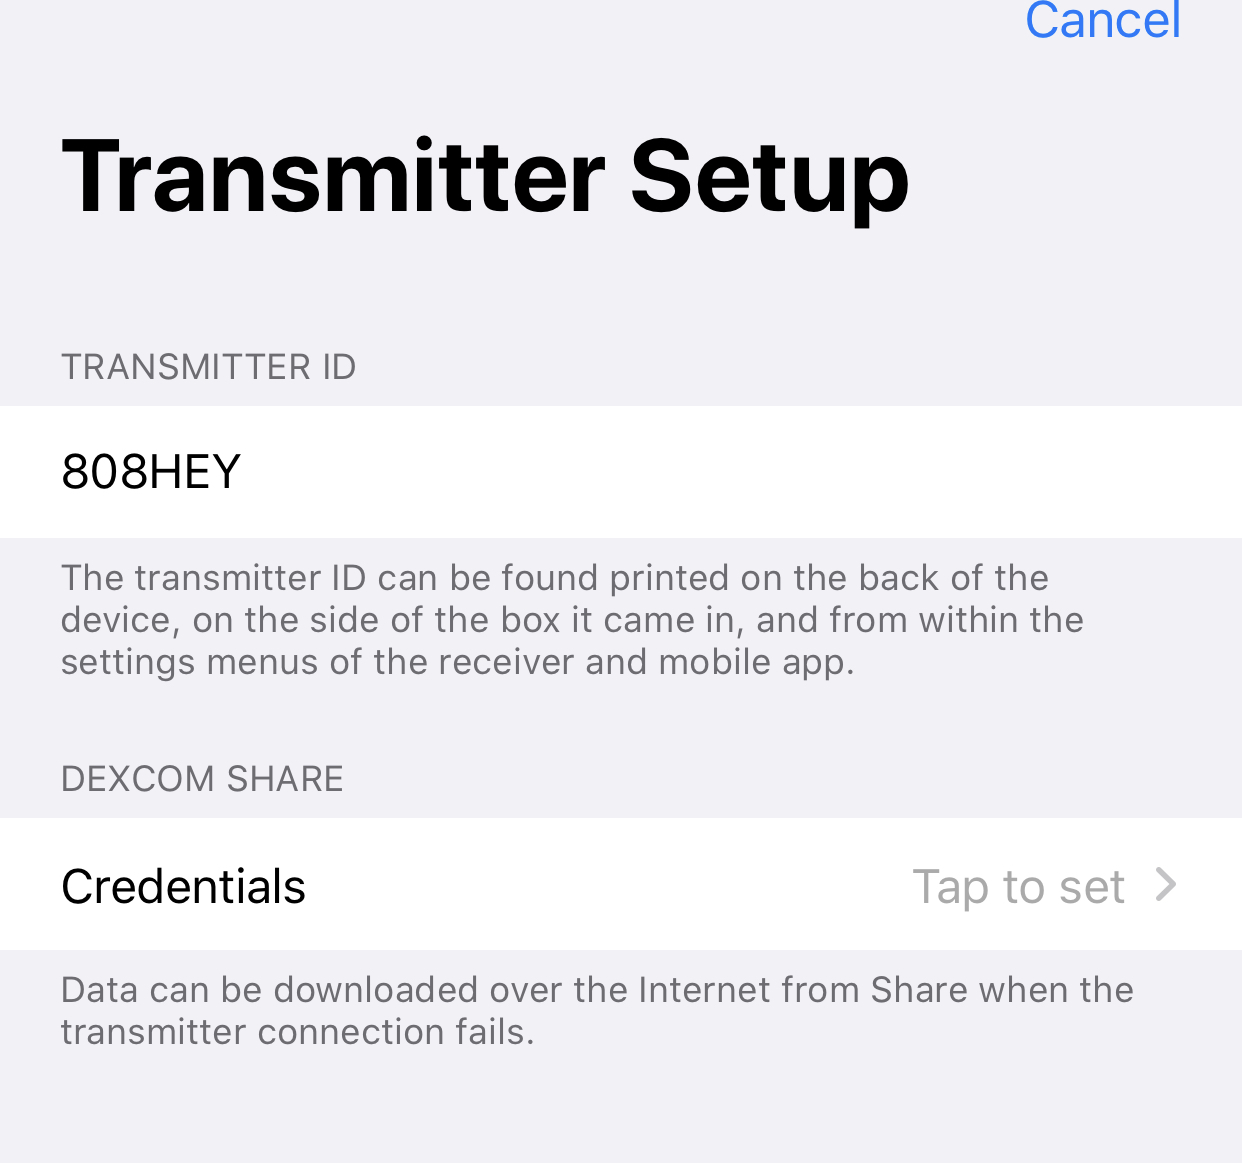 Cancel
Transmitter Setup
TRANSMITTER ID
808HEY
The transmitter ID can be found printed on the back of the
device, on the side of the box it came in, and from within the
settings menus of the receiver and mobile app.
DEXCOM SHARE
Credentials Tap to set
Data can be downloaded over the Internet from Share when the
transmitter connection fails.